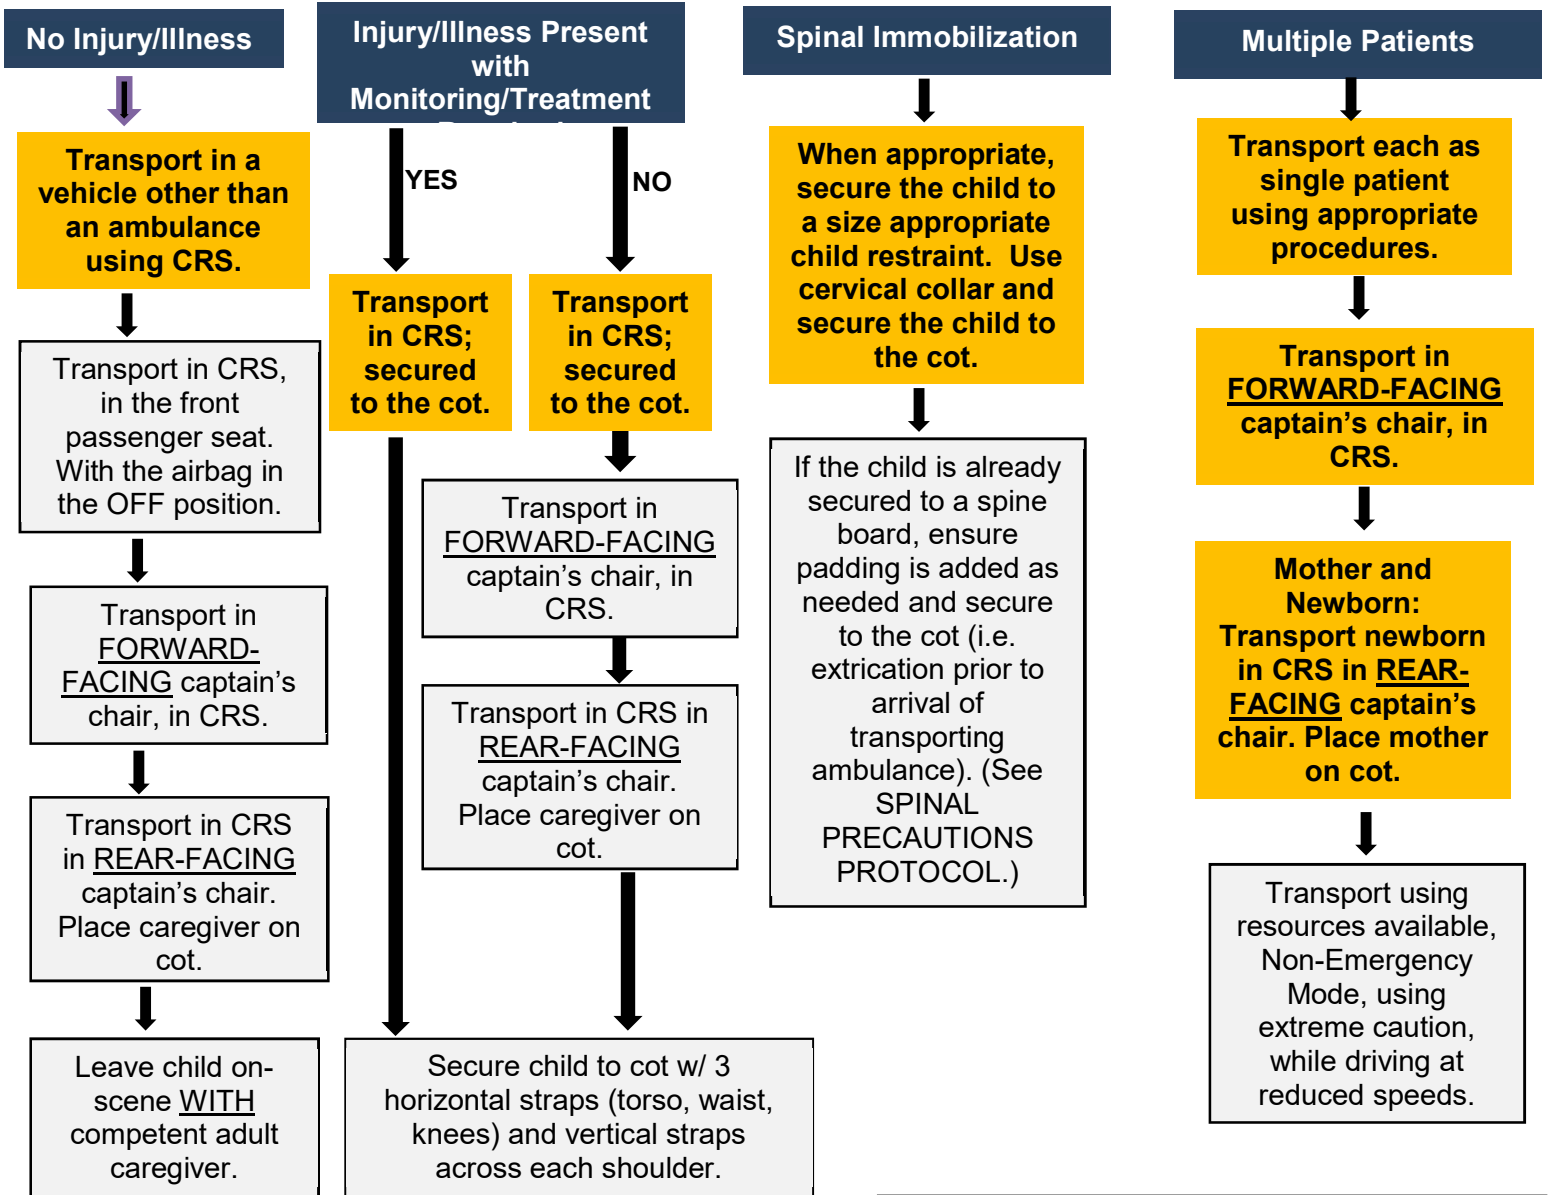 No Injury/Illness
Transport in a
vehicle other than
an ambulance
using CRS.
Transport in CRS,
in the front
passenger seat.
With the airbag in
the OFF position.
Transport in
FORWARD-
FACING captain's
chair, in CRS.
Transport in CRS
in REAR-FACING
captain's chair.
Place caregiver on
cot.
Leave child on-
scene WITH
competent adult
caregiver.
Injury/Illness Present
with
Monitoring/Treatment
YES
NO
Transport
in CRS;
secured
to the cot.
Transport
in CRS;
secured
to the cot.
Transport in
FORWARD-FACING
captain's chair, in
CRS.
Transport in CRS in
REAR-FACING
captain's chair.
Place caregiver on
cot.
Secure child to cot w/ 3
horizontal straps (torso, waist,
knees) and vertical straps
across each shoulder.
Spinal Immobilization
When appropriate,
secure the child to
a size appropriate
child restraint.  Use
cervical collar and
secure the child to
the cot.
If the child is already
secured to a spine
board, ensure
padding is added as
needed and secure
to the cot (i.e.
extrication prior to
arrival of
transporting
ambulance). (See
SPINAL
PRECAUTIONS
PROTOCOL.)
Multiple Patients
Transport each as
single patient
using appropriate
procedures.
Transport in
FORWARD-FACING
captain's chair, in
CRS.
Mother and
Newborn:
Transport newborn
in CRS in REAR-
FACING captain's
chair. Place mother
on cot.
Transport using
resources available,
Non-Emergency
Mode, using
extreme caution,
while driving at
reduced speeds.